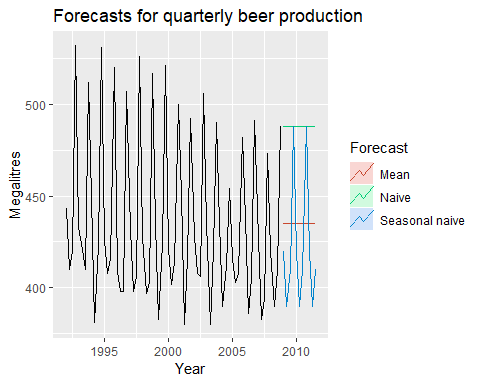 Forecasts for quarterly beer production
500
450
400
Megalitres
1995
2000
2005
2010
Year
Forecast
Mean
Naive
Seasonal naive